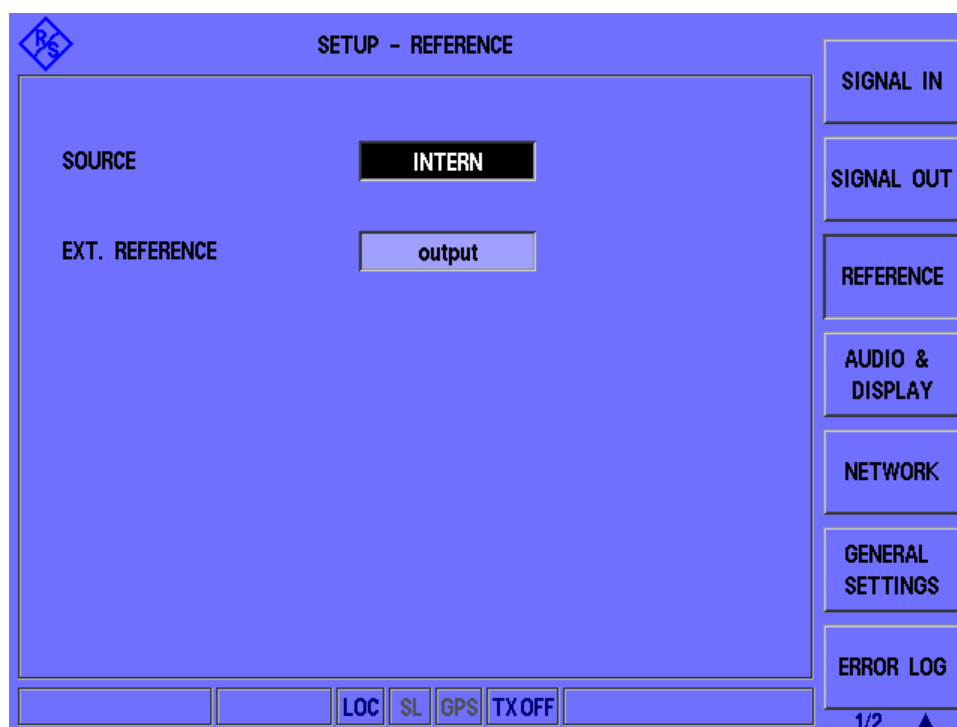 R&S
SETUP - REFERENCE
SOURCE
INTERN
EXT. REFERENCE
output
SIGNAL IN
SIGNAL OUT
REFERENCE
AUDIO &
DISPLAY
NETWORK
GENERAL
SETTINGS
ERROR LOG
LOC
SL
GPS
TX OFF
1/2